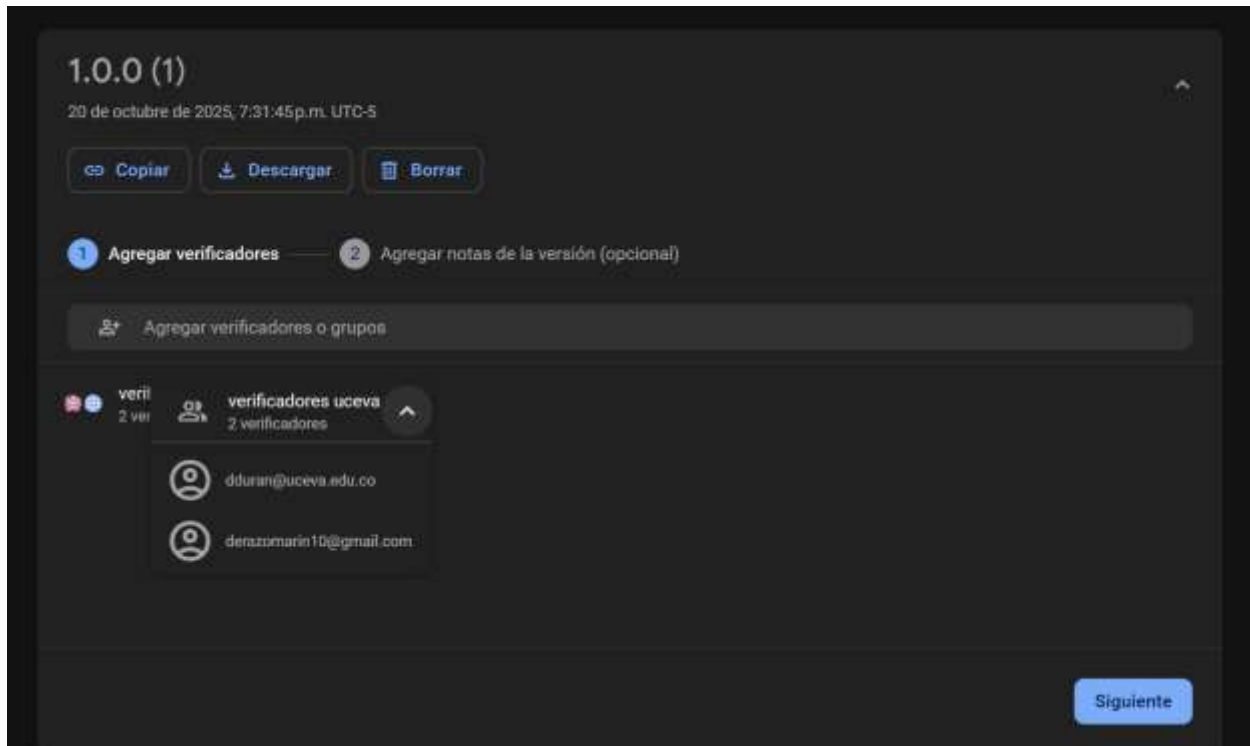 1.0.0 (1)
20 de octubre de 2025, 7:31:45 p.m. UTC-5
Copiar Descargar Borrar
1 Agregar verificadores 2 Agregar notas de la versión (opcional)
Agregar verificadores o grupos
verificadores uceva
2 verificadores
dduran@uceva.edu.co
derazomarin10@gmail.com
Siguiente